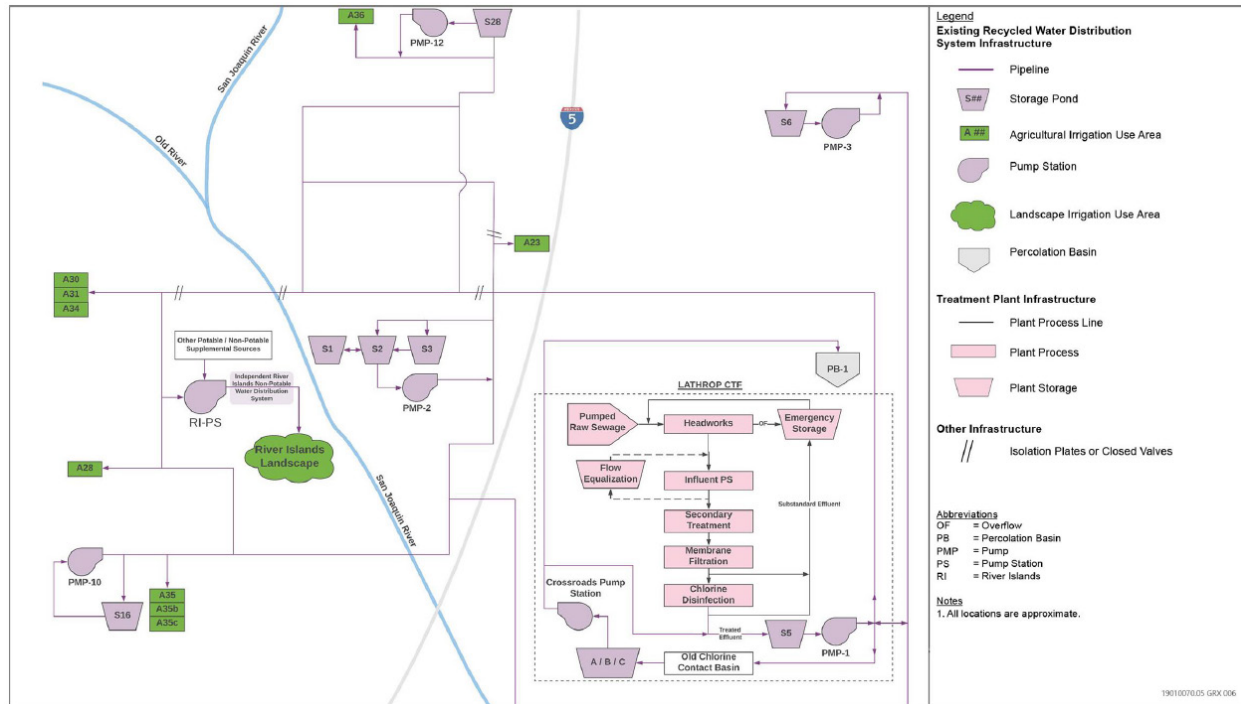 A36
PMP-12
S28
San Joaquin River
Old River
INTERSTATE
5
S6
PMP-3
A23
A30
A31
A34
Other Potable / Non-Potable
Supplemental Sources
Independent River
Islands Non-Potable
Water Distribution
System
RI-PS
River Islands
Landscape
S1
S2
S3
PMP-2
A28
San Joaquin River
PMP-10
S16
A35
A35b
A35c
PB-1
LATHROP CTF
Pumped
Raw Sewage
Headworks
OF
Emergency
Storage
Flow
Equalization
Influent PS
Substandard Effluent
Secondary
Treatment
Membrane
Filtration
Chlorine
Disinfection
Crossroads Pump
Station
Treated
Effluent
S5
PMP-1
A / B / C
Old Chlorine
Contact Basin
Legend
Existing Recycled Water Distribution
System Infrastructure
Pipeline
S##
Storage Pond
A ##
Agricultural Irrigation Use Area
Pump Station
Landscape Irrigation Use Area
Percolation Basin
Treatment Plant Infrastructure
Plant Process Line
Plant Process
Plant Storage
Other Infrastructure
Isolation Plates or Closed Valves
Abbreviations
OF = Overflow
PB = Percolation Basin
PMP = Pump
PS = Pump Station
RI = River Islands
Notes
1. All locations are approximate.
19010070.05 GRX 006